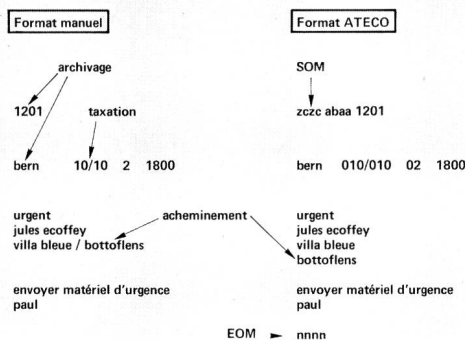 Format manuel
archivage
1201 taxation
bern 10/10 2 1800
urgent
jules ecoffey
villa bleue / bottoflens
envoyer matériel d'urgence
paul
acheminement
Format ATECO
SOM
zczc abaa 1201
bern 010/010 02 1800
urgent
jules ecoffey
villa bleue
bottoflens
envoyer matériel d'urgence
paul
EOM nnnn